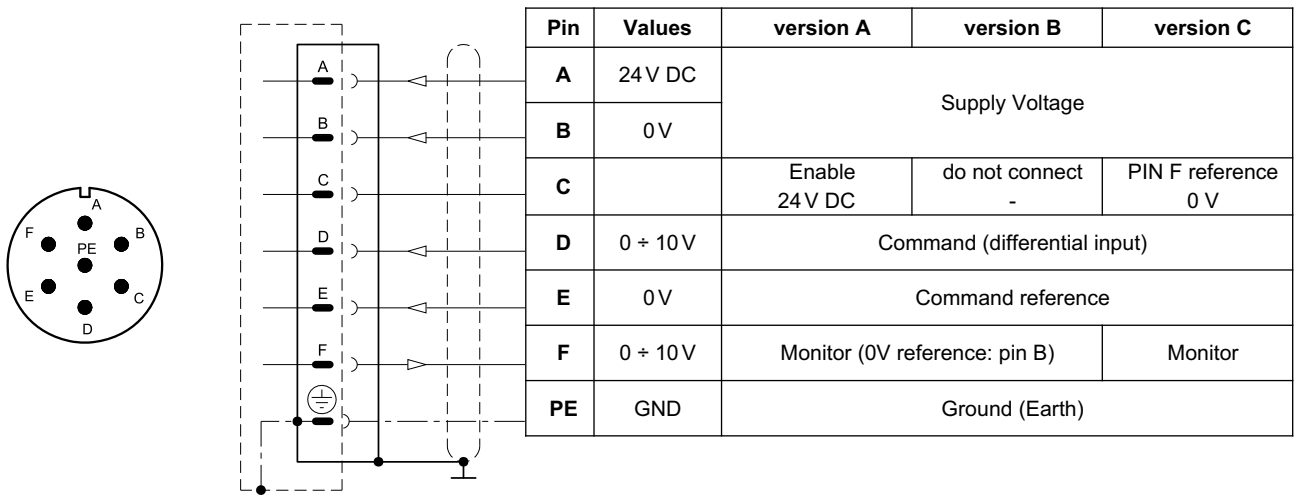 Pin Values version A version B version C
A 24 V DC
Supply Voltage
B 0 V
C Enable do not connect PIN F reference
24 V DC - 0 V
D 0 ÷ 10 V Command (differential input)
E 0 V Command reference
F 0 ÷ 10 V Monitor (0V reference: pin B) Monitor
PE GND Ground (Earth)
A
B
C
D
E
F
A
F B
PE
E C
D